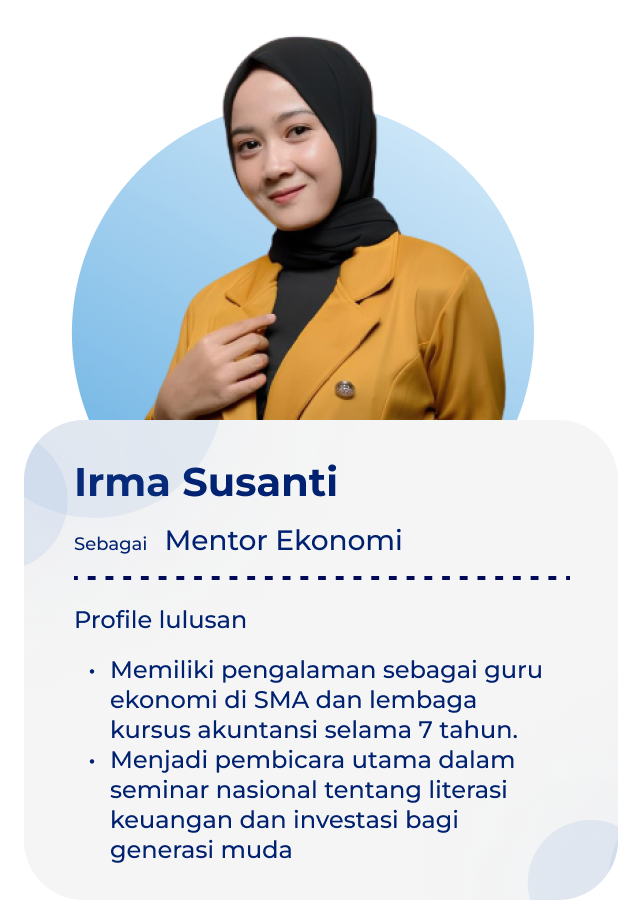 Irma Susanti
Sebagai Mentor Ekonomi
Profile lulusan
• Memiliki pengalaman sebagai guru
ekonomi di SMA dan lembaga
kursus akuntansi selama 7 tahun.
• Menjadi pembicara utama dalam
seminar nasional tentang literasi
keuangan dan investasi bagi
generasi muda